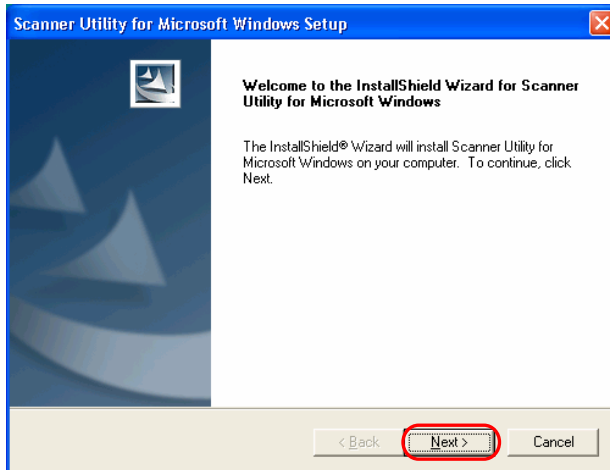 Scanner Utility for Microsoft Windows Setup
Welcome to the InstallShield Wizard for Scanner
Utility for Microsoft Windows
The InstallShield® Wizard will install Scanner Utility for
Microsoft Windows on your computer. To continue, click
Next.
< Back Next > Cancel